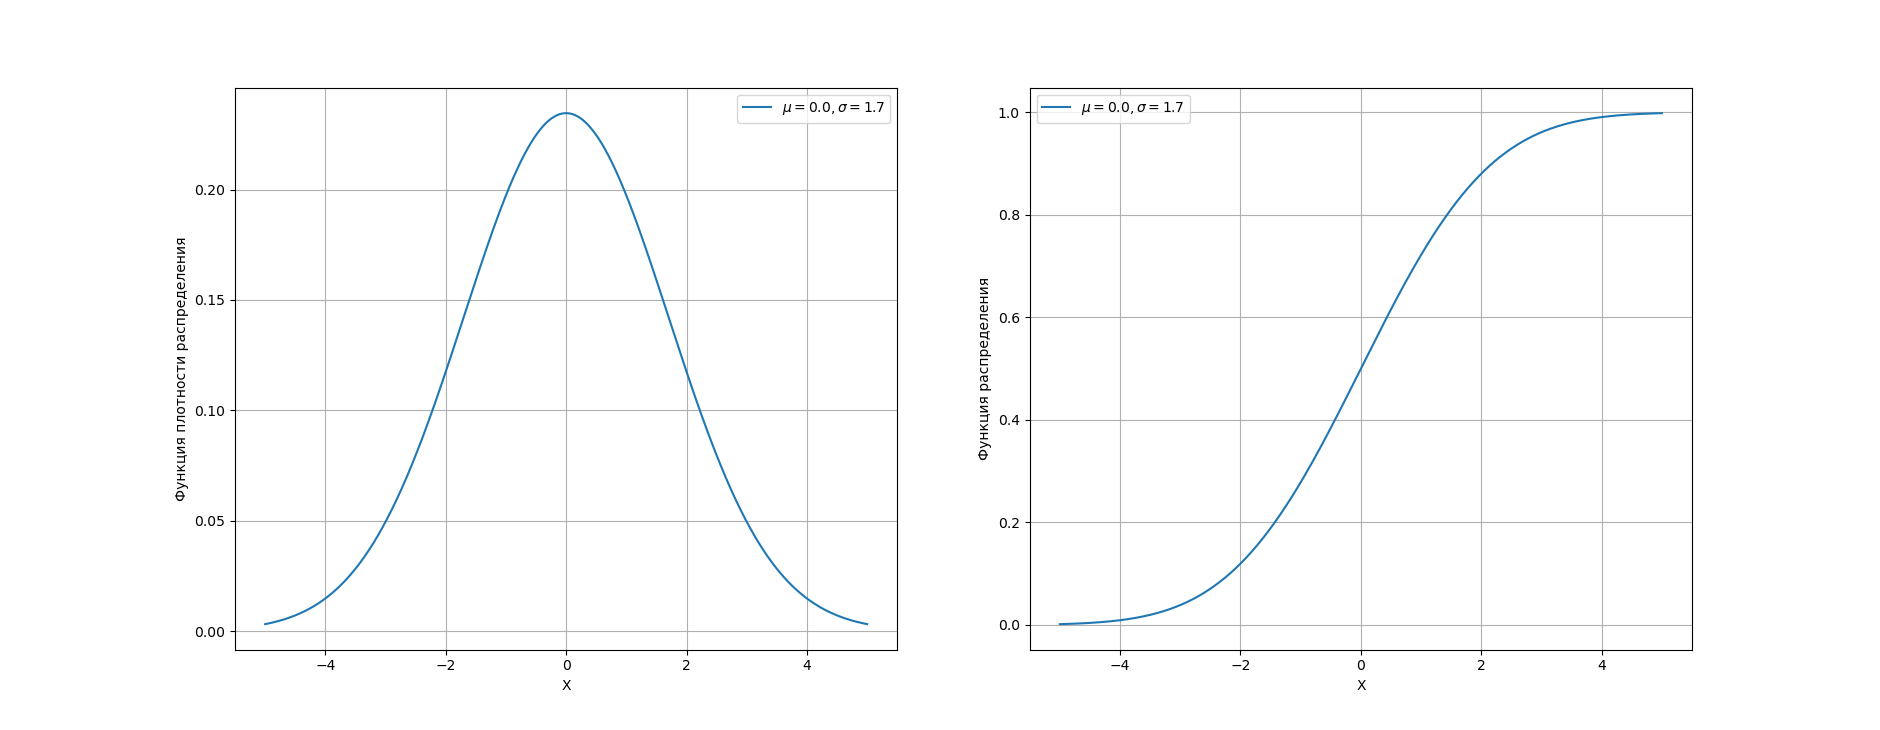 μ = 0.0, σ = 1.7
0.20
0.15
0.10
0.05
0.00
Функция плотности распределения
−4 −2 0 2 4
X
μ = 0.0, σ = 1.7
1.0
0.8
0.6
0.4
0.2
0.0
Функция распределения
−4 −2 0 2 4
X